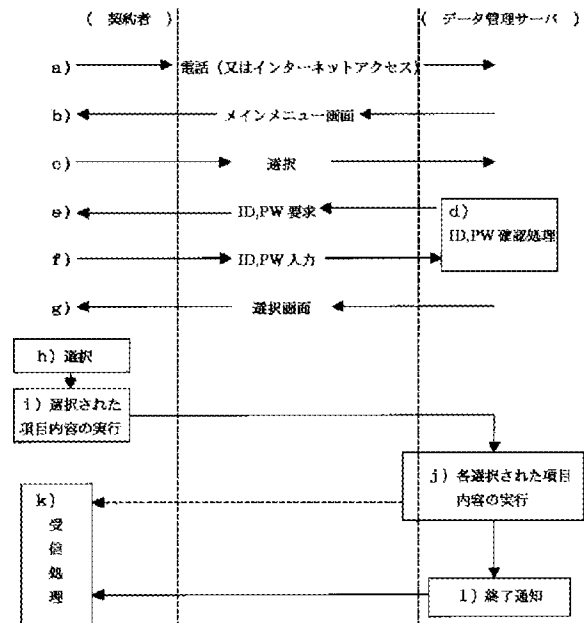 ( 契約者 ) ( データ管理サーバ )
a) 電話（又はインターネットアクセス）
b) メインメニュー画面
c) 選択
e) ID,PW 要求 d)
ID,PW 確認処理
f) ID,PW 入力
g) 選択画面
h) 選択
i) 選択された
項目内容の実行
j) 各選択された項目
内容の実行
k)
受
信
処
理
l) 終了通知